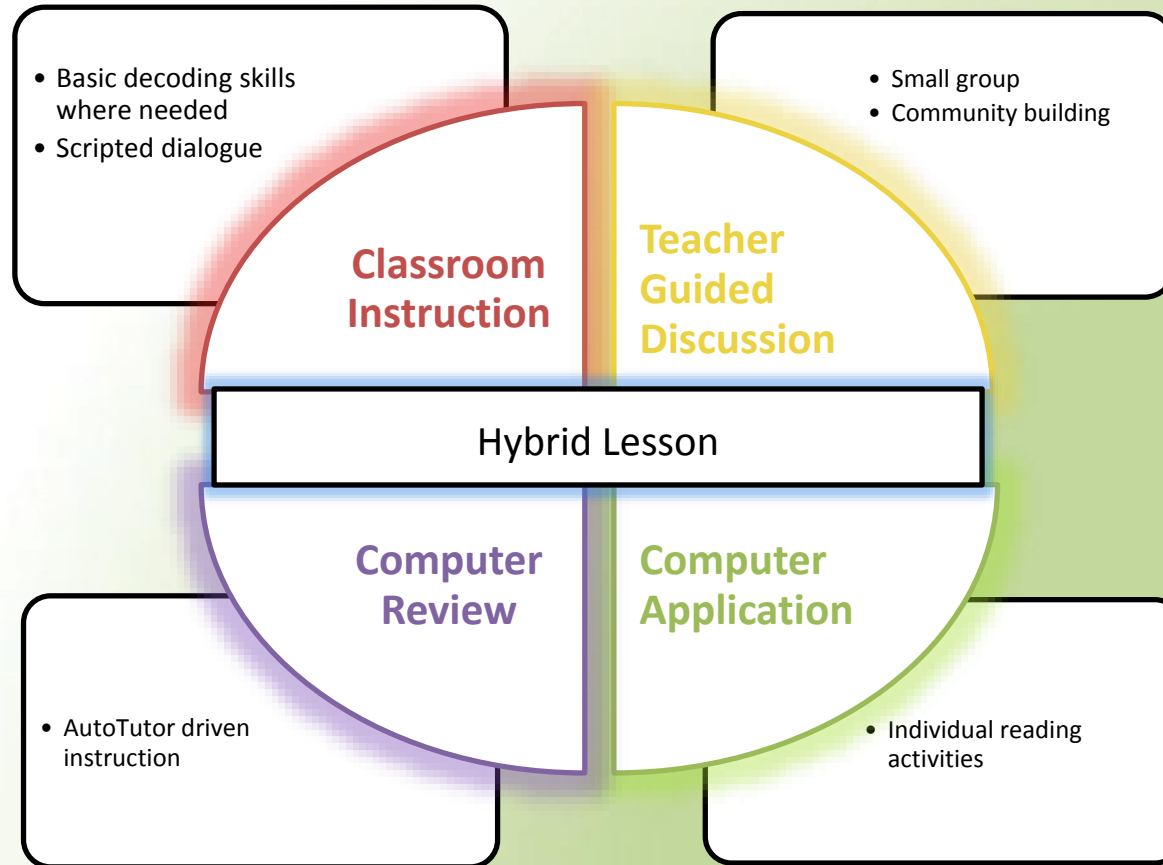 • Basic decoding skills
where needed
• Scripted dialogue
• Small group
• Community building
Classroom
Instruction
Teacher
Guided
Discussion
Hybrid Lesson
Computer
Review
Computer
Application
• AutoTutor driven
instruction
• Individual reading
activities